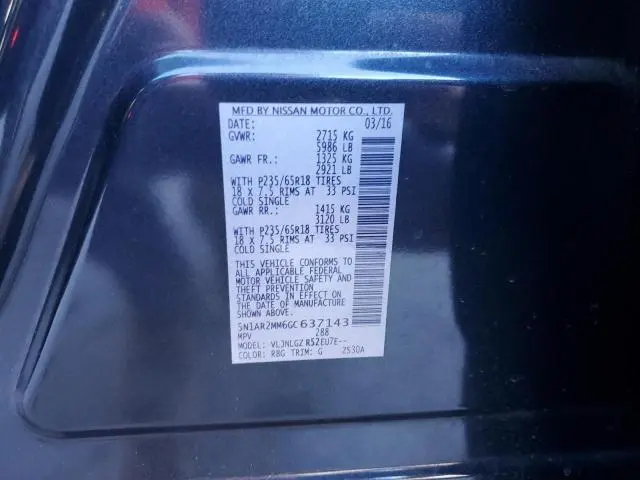 MFD BY NISSAN MOTOR CO., LTD.
DATE: 03/16
GVWR: 2715 KG
5986 LB
GAWR FR.: 1325 KG
2921 LB
WITH P235/65R18 TIRES
18 X 7.5 RIMS AT 33 PSI
COLD SINGLE
GAWR RR.: 1415 KG
3120 LB
WITH P235/65R18 TIRES
18 X 7.5 RIMS AT 33 PSI
COLD SINGLE
THIS VEHICLE CONFORMS TO
ALL APPLICABLE FEDERAL
MOTOR VEHICLE SAFETY AND
THEFT PREVENTION
STANDARDS IN EFFECT ON
THE DATE OF MANUFACTURE
SHOWN ABOVE.
5N1AR2MM6GC637143
MPV 288
MODEL: VLJNLGZ R52EU7E--
COLOR: RBG TRIM: G 2S30A